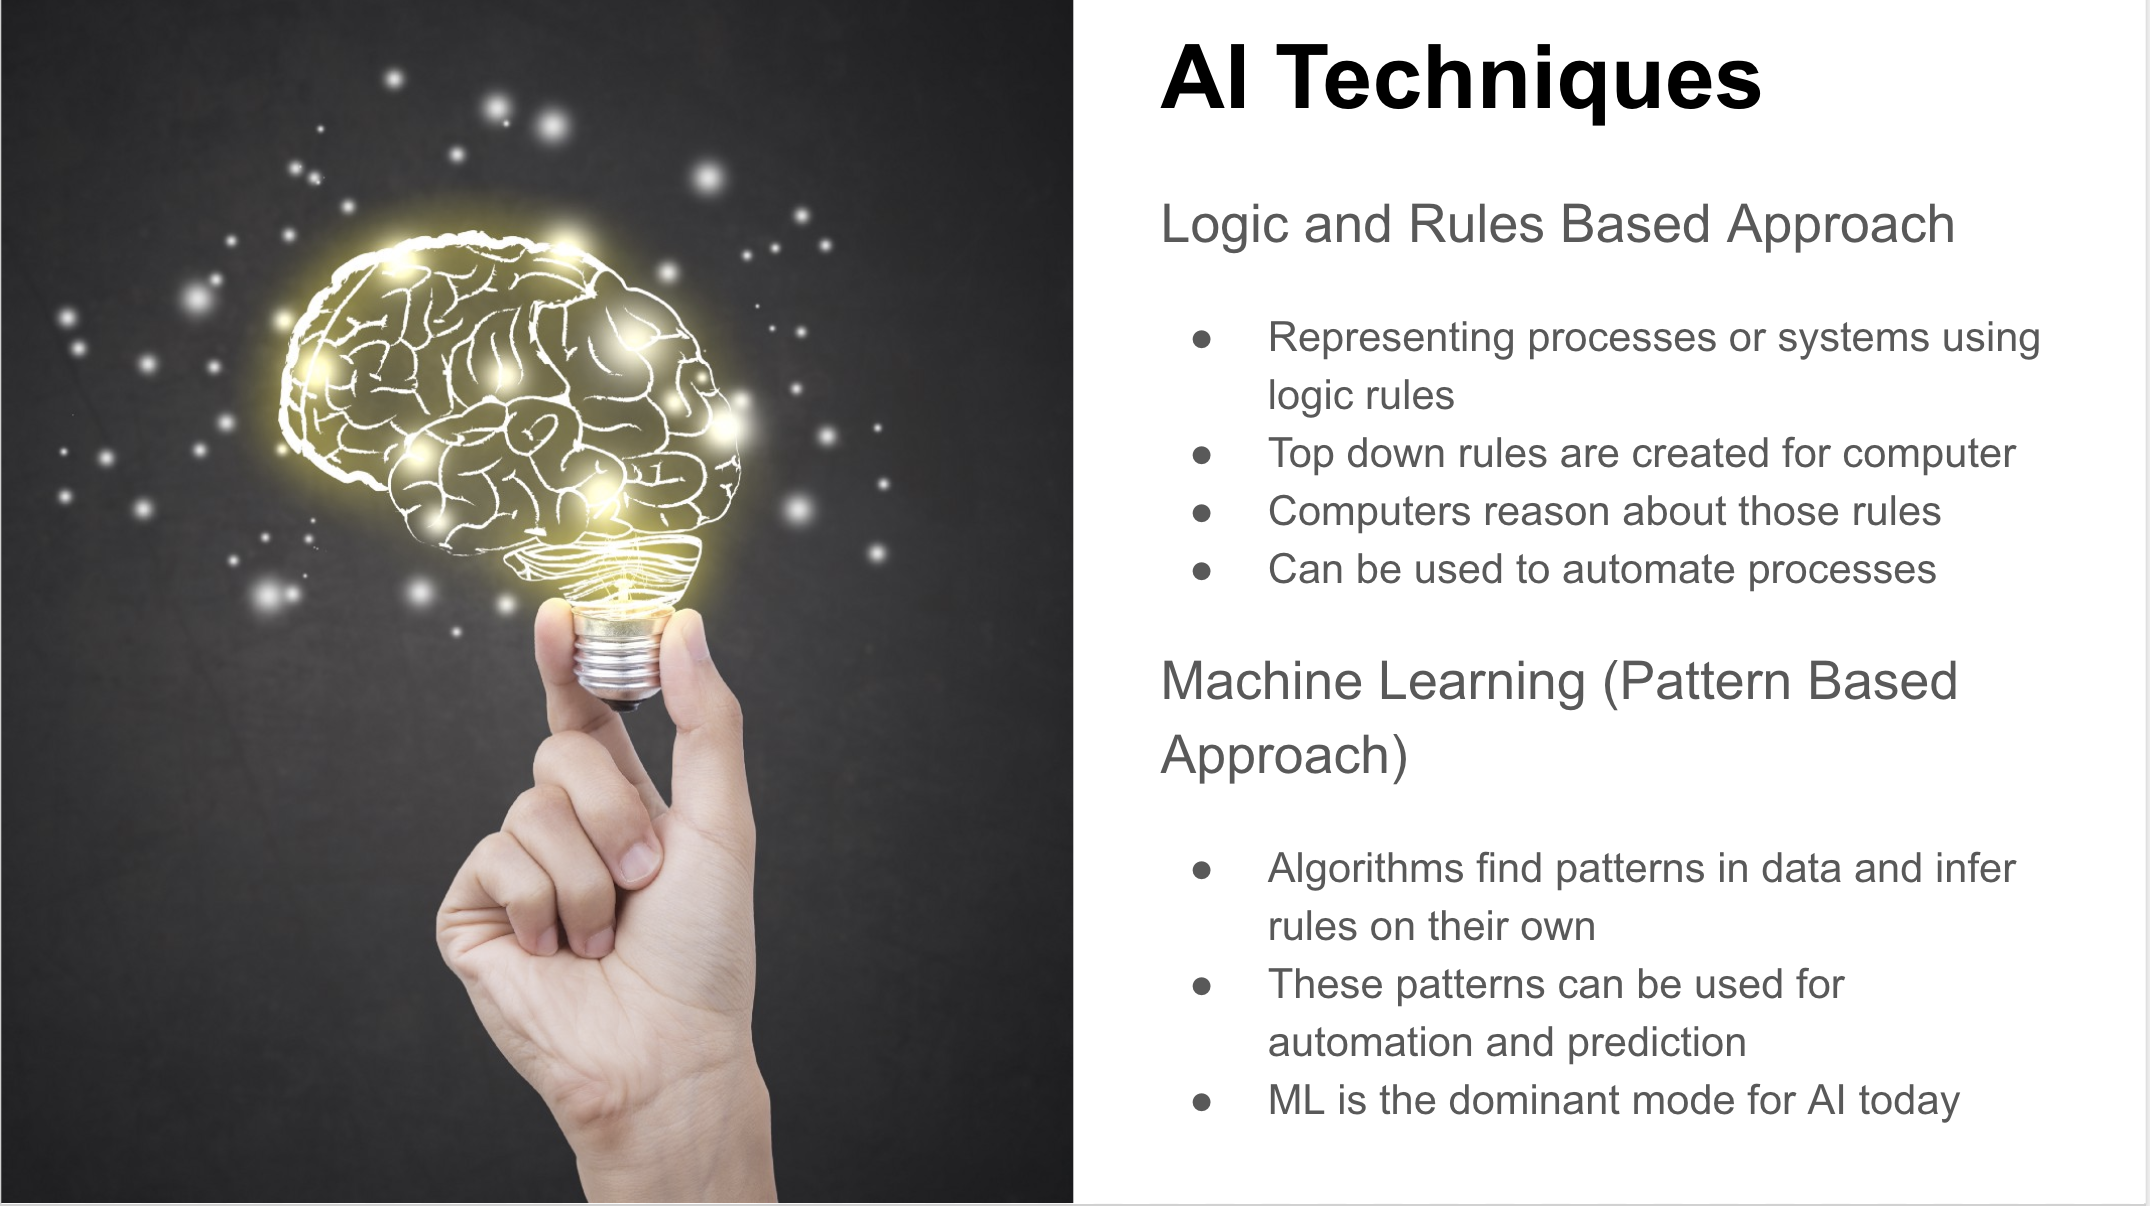 AI Techniques
Logic and Rules Based Approach
● Representing processes or systems using
logic rules
● Top down rules are created for computer
● Computers reason about those rules
● Can be used to automate processes
Machine Learning (Pattern Based
Approach)
● Algorithms find patterns in data and infer
rules on their own
● These patterns can be used for
automation and prediction
● ML is the dominant mode for AI today